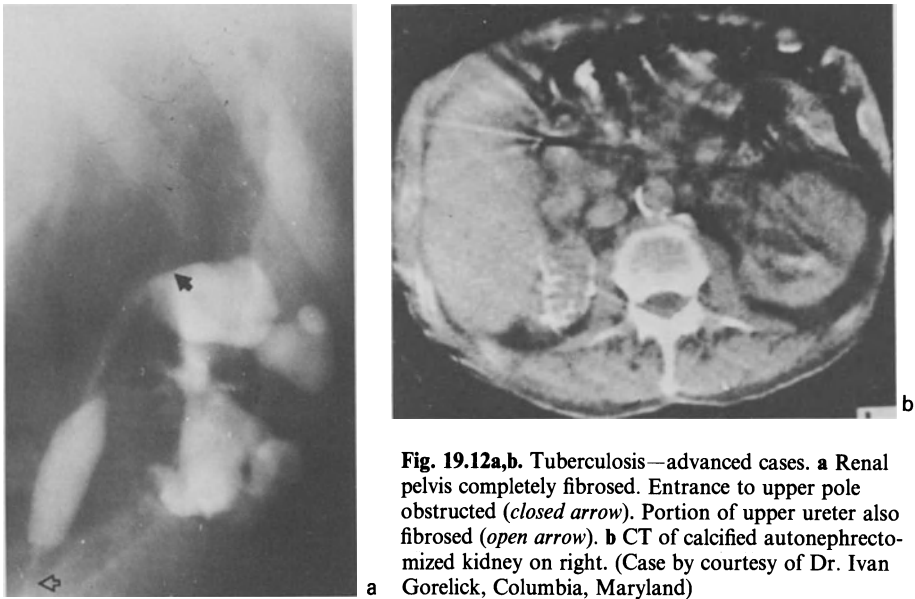 a
b
Fig. 19.12a,b. Tuberculosis—advanced cases. a Renal
pelvis completely fibrosed. Entrance to upper pole
obstructed (closed arrow). Portion of upper ureter also
fibrosed (open arrow). b CT of calcified autonephrecto-
mized kidney on right. (Case by courtesy of Dr. Ivan
Gorelick, Columbia, Maryland)